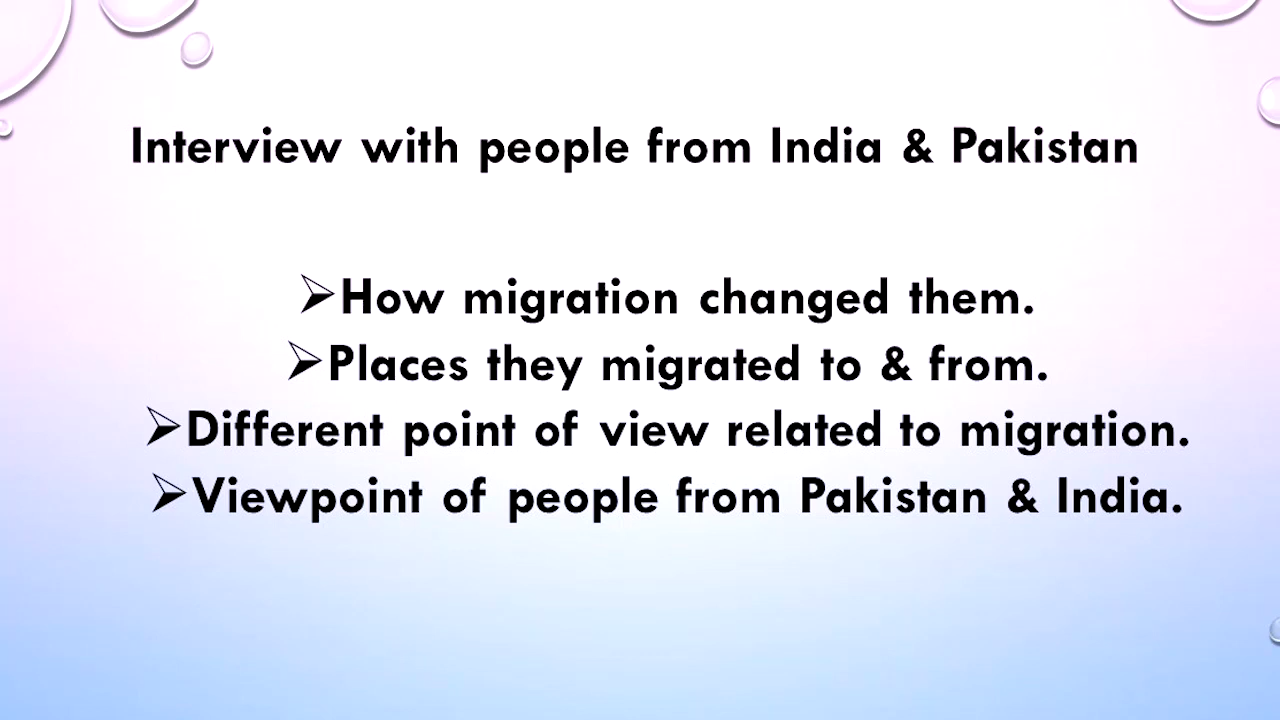 Interview with people from India & Pakistan
➢How migration changed them.
➢Places they migrated to & from.
➢Different point of view related to migration.
➢Viewpoint of people from Pakistan & India.